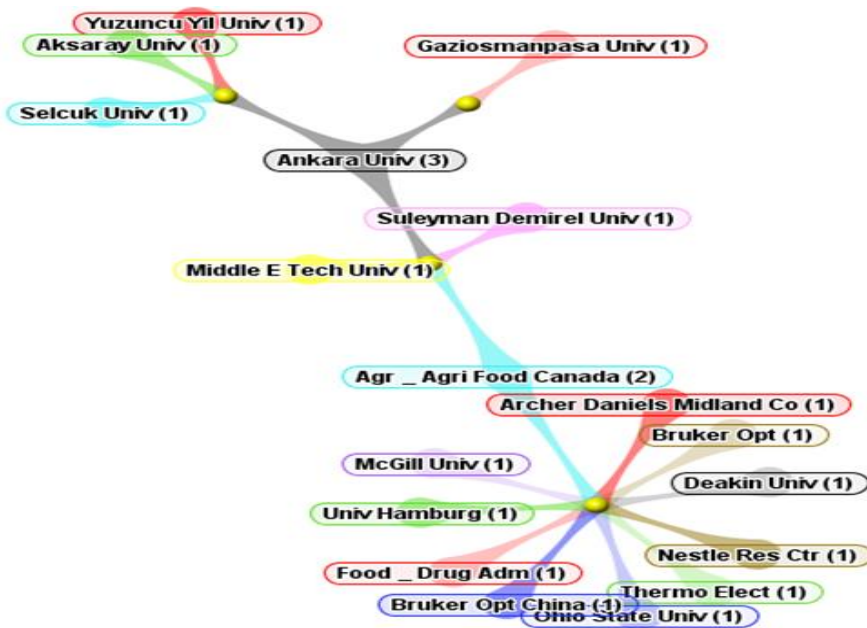 Yuzuncu Yil Univ (1)
Aksaray Univ (1)
Gaziosmanpasa Univ (1)
Selcuk Univ (1)
Ankara Univ (3)
Suleyman Demirel Univ (1)
Middle E Tech Univ (1)
Agr _ Agri Food Canada (2)
Archer Daniels Midland Co (1)
Bruker Opt (1)
McGill Univ (1)
Deakin Univ (1)
Univ Hamburg (1)
Nestle Res Ctr (1)
Food _ Drug Adm (1)
Thermo Elect (1)
Bruker Opt China (1)
Ohio State Univ (1)